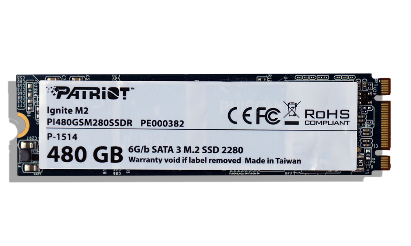 PATRIOT
Ignite M2
PI480GSM280SSDR PE000382
P-1514
480 GB
6G/b SATA 3 M.2 SSD 2280
Warranty void if label removed Made in Taiwan
CE FC RoHS
COMPLIANT